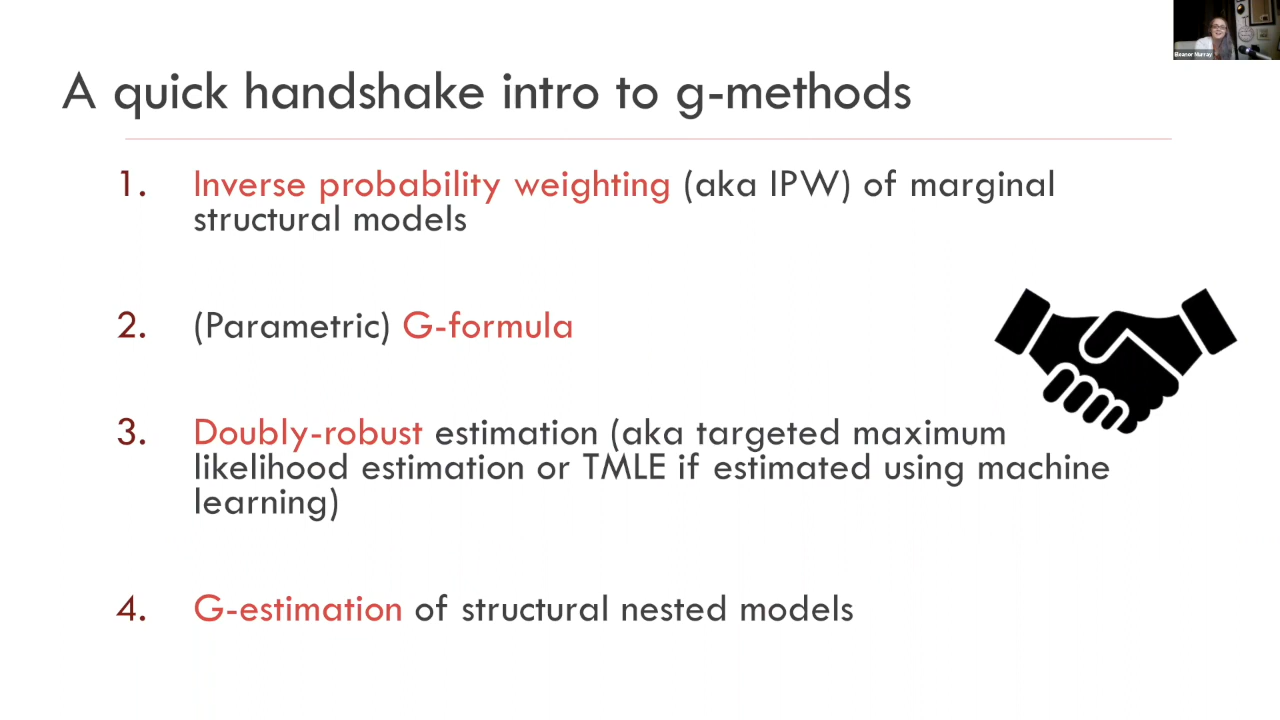 Eleanor Murray
A quick handshake intro to g-methods
1. Inverse probability weighting (aka IPW) of marginal
structural models
2. (Parametric) G-formula
3. Doubly-robust estimation (aka targeted maximum
likelihood estimation or TMLE if estimated using machine
learning)
4. G-estimation of structural nested models